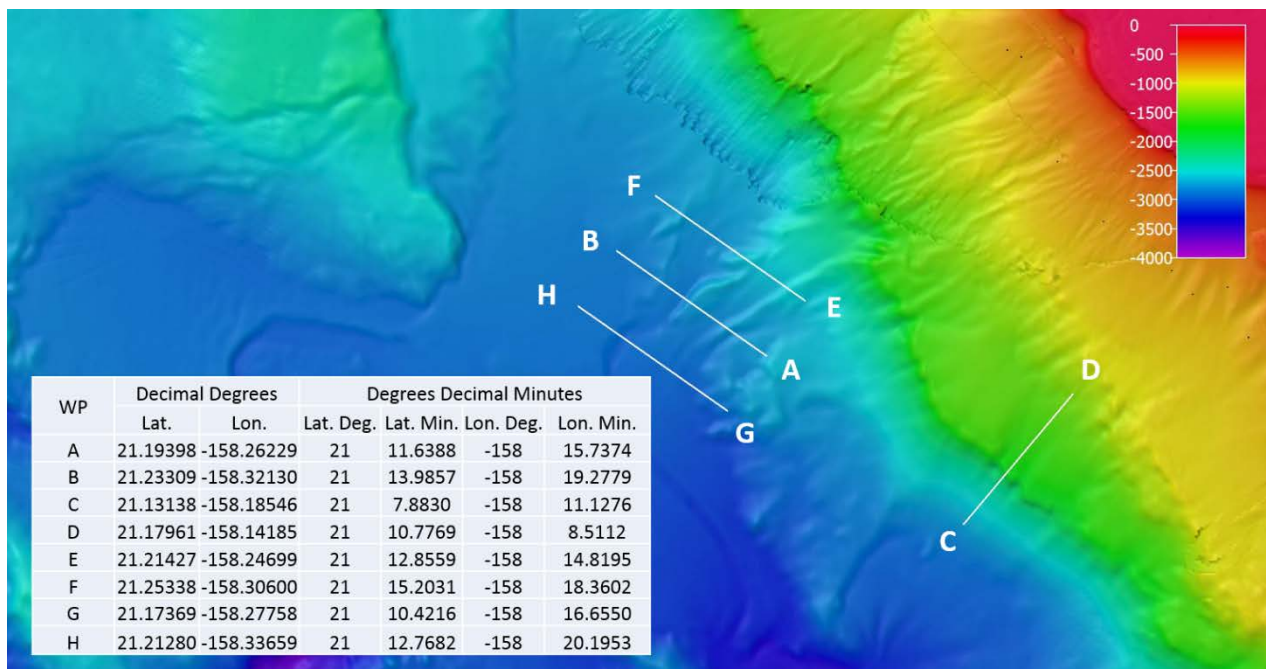 0
-500
-1000
-1500
-2000
-2500
-3000
-3500
-4000
F
B
H
E
A
D
G
C
WP Decimal Degrees Degrees Decimal Minutes
Lat. Lon. Lat. Deg. Lat. Min. Lon. Deg. Lon. Min.
A 21.19398 -158.26229 21 11.6388 -158 15.7374
B 21.23309 -158.32130 21 13.9857 -158 19.2779
C 21.13138 -158.18546 21 7.8830 -158 11.1276
D 21.17961 -158.14185 21 10.7769 -158 8.5112
E 21.21427 -158.24699 21 12.8559 -158 14.8195
F 21.25338 -158.30600 21 15.2031 -158 18.3602
G 21.17369 -158.27758 21 10.4216 -158 16.6550
H 21.21280 -158.33659 21 12.7682 -158 20.1953